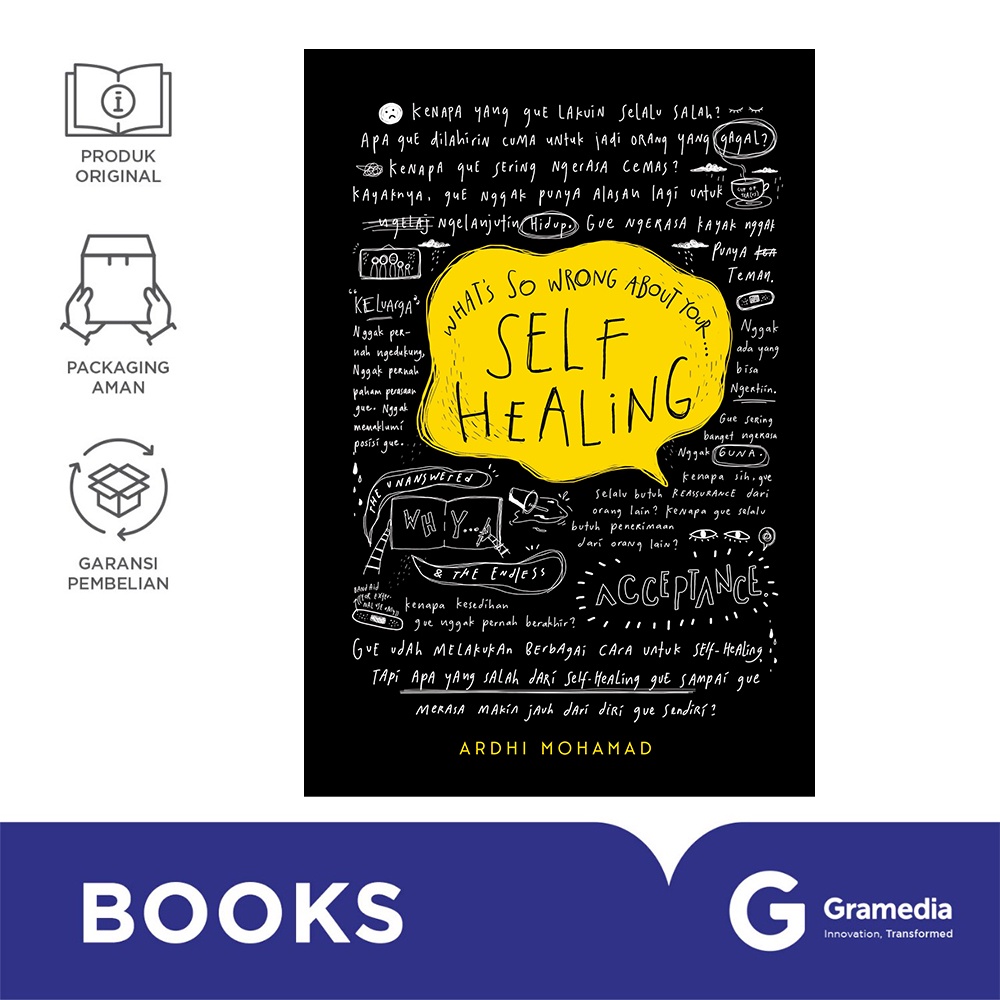 PRODUK
ORIGINAL
PACKAGING
AMAN
GARANSI
PEMBELIAN
KENAPA YANG GUE LAKUIN SELALU SALAH?
APA GUE DILAHIRIN CUMA UNTUK JADI ORANG YANG GAGAL?
KENAPA GUE SERING NGERASA CEMAS?
KAYAKNYA, GUE NGGAK PUNYA ALASAN LAGI UNTUK
NGELAJ NGELANJUTIN HIDUP. GUE NGERASA KAYAK NGGAK
PUNYA
TEMAN.
"KELUARGA"
Nggak per-
nah ngedukung,
Nggak pernah
paham perasaan
gue. Nggak
memaklumi
posisi gue.
WHAT'S SO WRONG ABOUT YOUR...
SELF
HEALING
Nggak
ada yang
bisa
Ngertiin.
Gue sering
banget ngerasa
Nggak GUNA.
kenapa sih, gue
selalu butuh REASSURANCE dari
orang lain? Kenapa gue selalu
butuh penerimaan
dari orang lain?
THE UNANSWERED
WHY...
& THE ENDLESS
ACCEPTANCE.
kenapa kesedihan
gue nggak pernah berakhir?
GUE UDAH MELAKUKAN BERBAGAI CARA UNTUK SELF-HEALING,
TAPI APA YANG SALAH DARI SELF-HEALING GUE SAMPAI GUE
MERASA MAKIN JAUH DARI DIRI GUE SENDIRI?
ARDHI MOHAMAD
BOOKS
G Gramedia
Innovation, Transformed